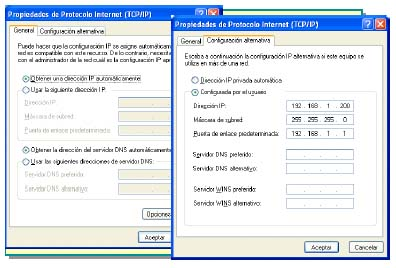 Propiedades de Protocolo Internet (TCP/IP)
General
Configuración alternativa
Puede hacer que la configuración IP se asigne automáticamen
red es compatible con este recurso. De lo contrario, necesita
con el administrador de la red cuál es la configuración IP apr
Obtener una dirección IP automáticamente
Usar la siguiente dirección IP:
Dirección IP:
Máscara de subred:
Puerta de enlace predeterminada:
Obtener la dirección del servidor DNS automáticamente
Usar las siguientes direcciones de servidor DNS:
Servidor DNS preferido:
Servidor DNS alternativo:
Opciones
Aceptar
Propiedades de Protocolo Internet (TCP/IP)
General
Configuración alternativa
Escriba a continuación la configuración IP alternativa si este equipo se
utiliza en más de una red.
Dirección IP privada automática
Configurada por el usuario
Dirección IP: 192 . 168 . 1 . 200
Máscara de subred: 255 . 255 . 255 . 0
Puerta de enlace predeterminada: 192 . 168 . 1 . 1
Servidor DNS preferido:
Servidor DNS alternativo:
Servidor WINS preferido:
Servidor WINS alternativo:
Aceptar
Cancelar